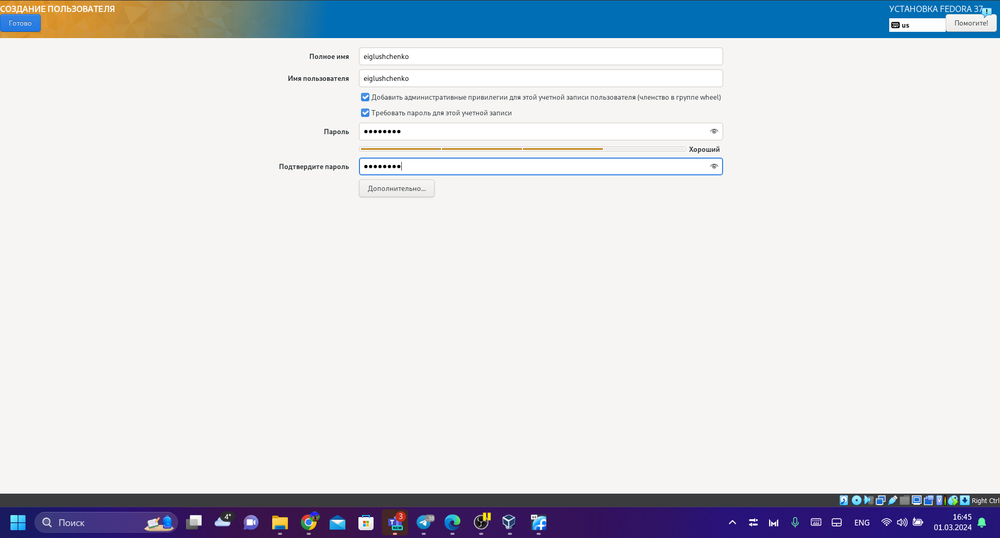 СОЗДАНИЕ ПОЛЬЗОВАТЕЛЯ
УСТАНОВКА FEDORA 37
Готово
us
Помогите!
Полное имя
eiglushchenko
Имя пользователя
eiglushchenko
Добавить административные привилегии для этой учетной записи пользователя (членство в группе wheel)
Требовать пароль для этой учетной записи
Пароль
●●●●●●●●
Хороший
Подтвердите пароль
●●●●●●●●
Дополнительно...
Right Ctrl
Поиск
4°
3
NEW
..38
64
ENG
16:45
01.03.2024